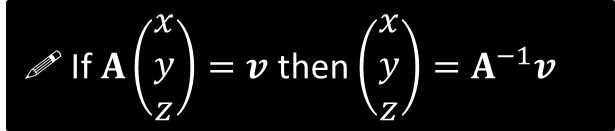 If 𝐀(x y z) = 𝒗 then (x y z) = 𝐀⁻¹𝒗